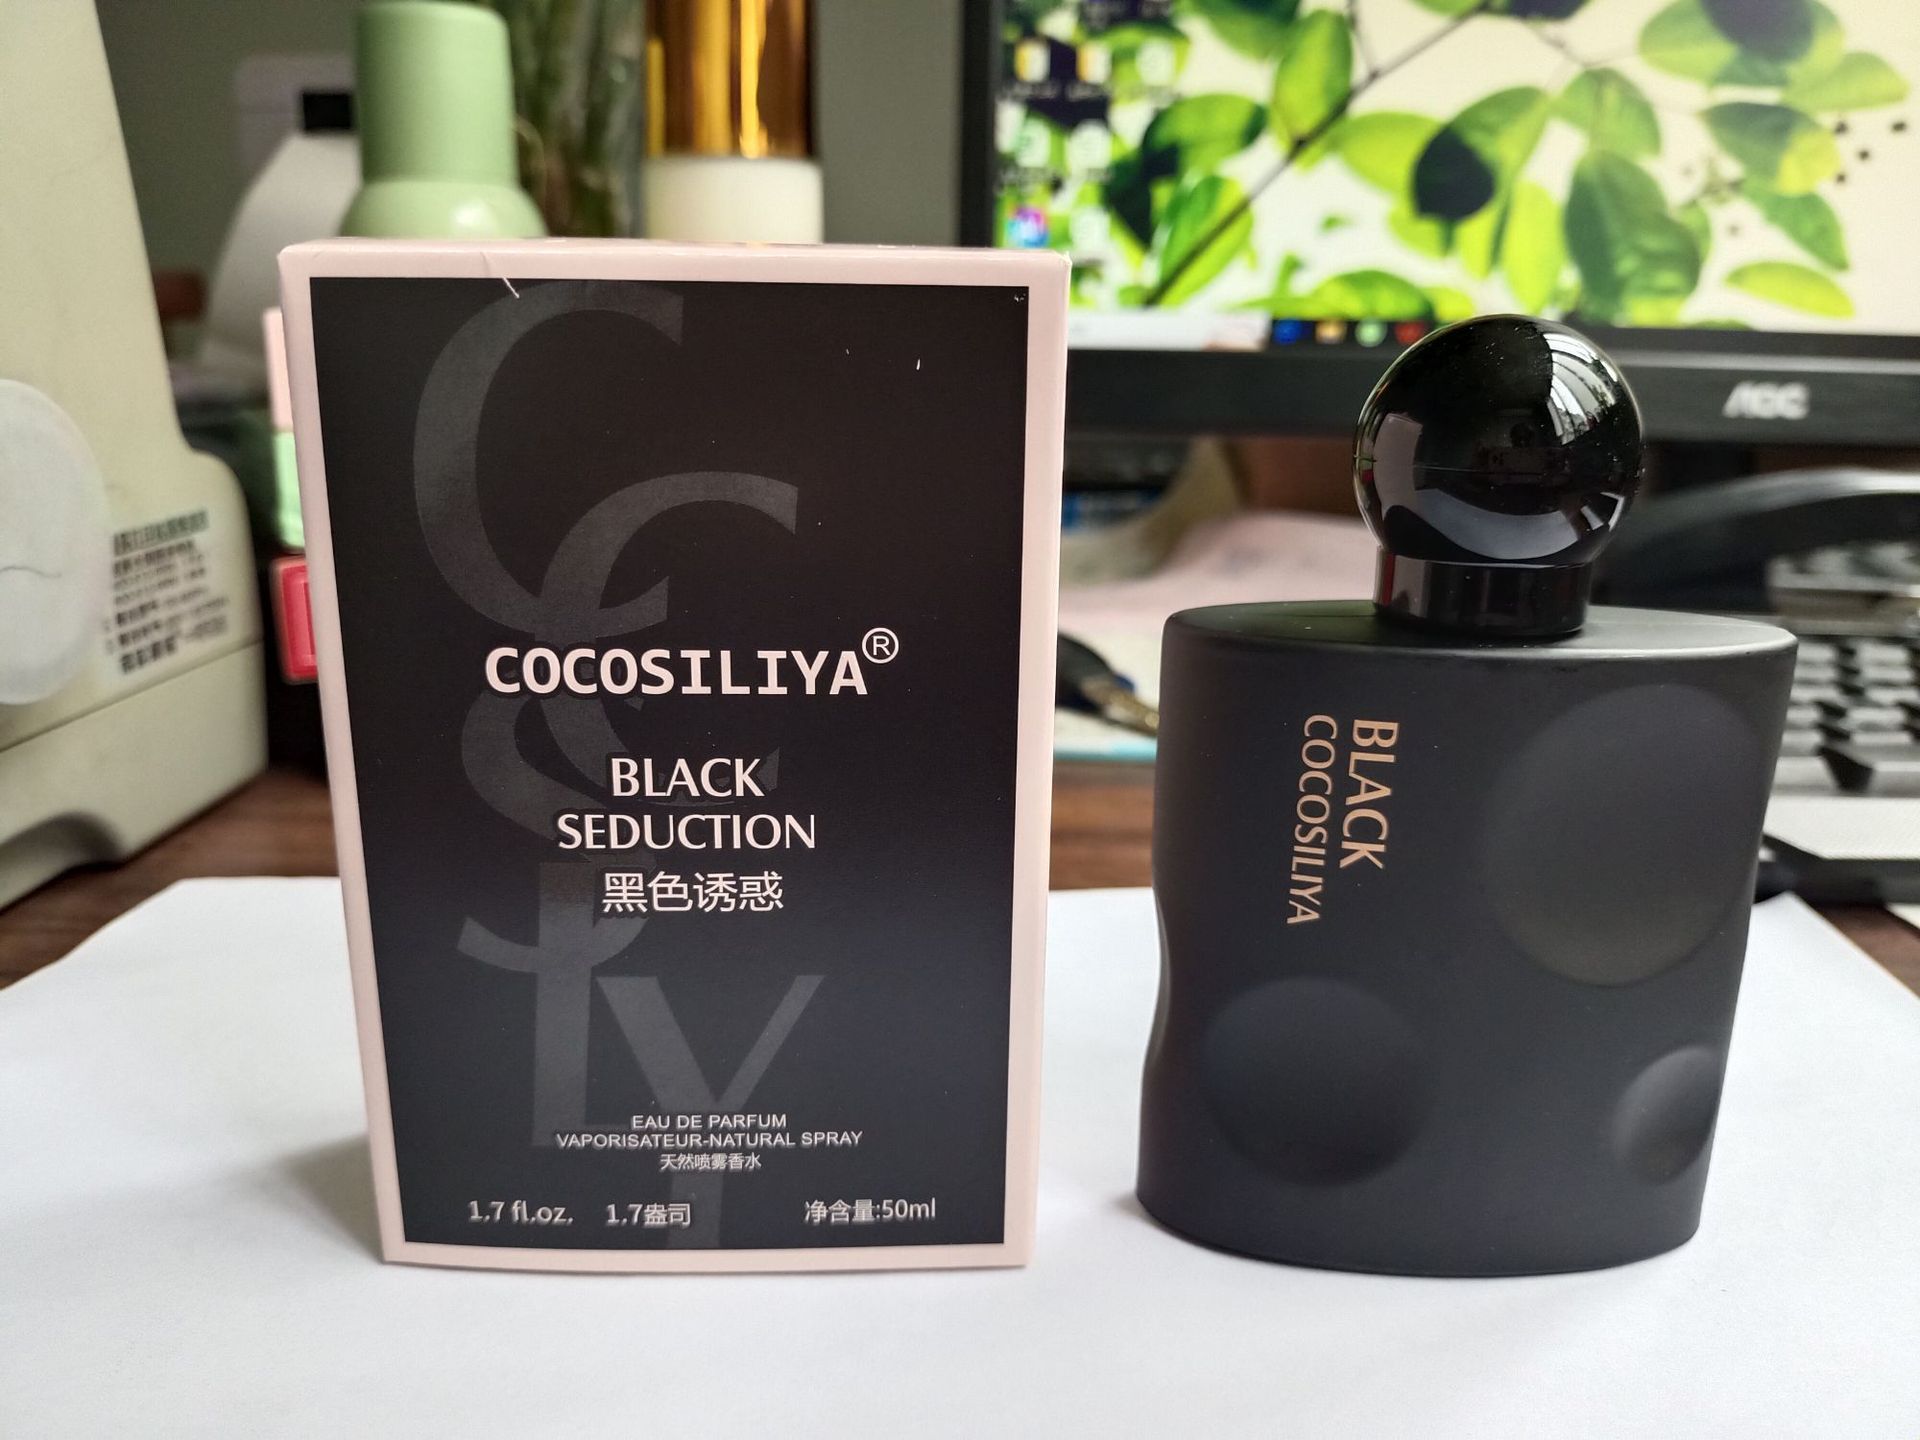 COCOSILIYA®
BLACK
SEDUCTION
黑色诱惑
EAU DE PARFUM
VAPORISATEUR-NATURAL SPRAY
天然喷雾香水
1.7 fl.oz. 1.7盎司 净含量:50ml
BLACK
COCOSILIYA
AOC